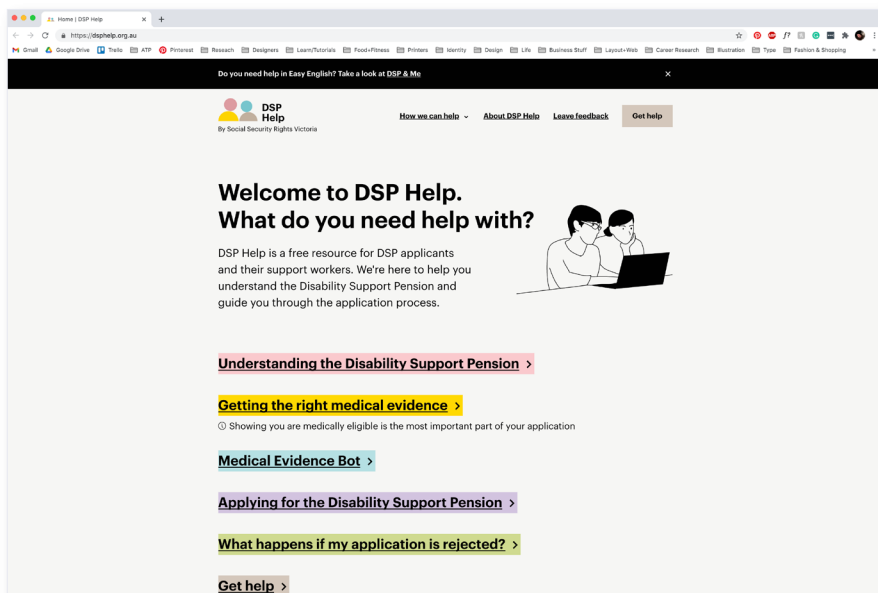 Home | DSP Help
https://dsphelp.org.au
Gmail Google Drive Trello ATP Pinterest Reseach Designers Learn/Tutorials Food+Fitness Printers Identity Design Life Business Stuff Layout+Web Career Research Illustration Type Fashion & Shopping
Do you need help in Easy English? Take a look at DSP & Me
DSP
Help
By Social Security Rights Victoria
How we can help About DSP Help Leave feedback Get help
Welcome to DSP Help.
What do you need help with?
DSP Help is a free resource for DSP applicants
and their support workers. We're here to help you
understand the Disability Support Pension and
guide you through the application process.
Understanding the Disability Support Pension
Getting the right medical evidence
Showing you are medically eligible is the most important part of your application
Medical Evidence Bot
Applying for the Disability Support Pension
What happens if my application is rejected?
Get help